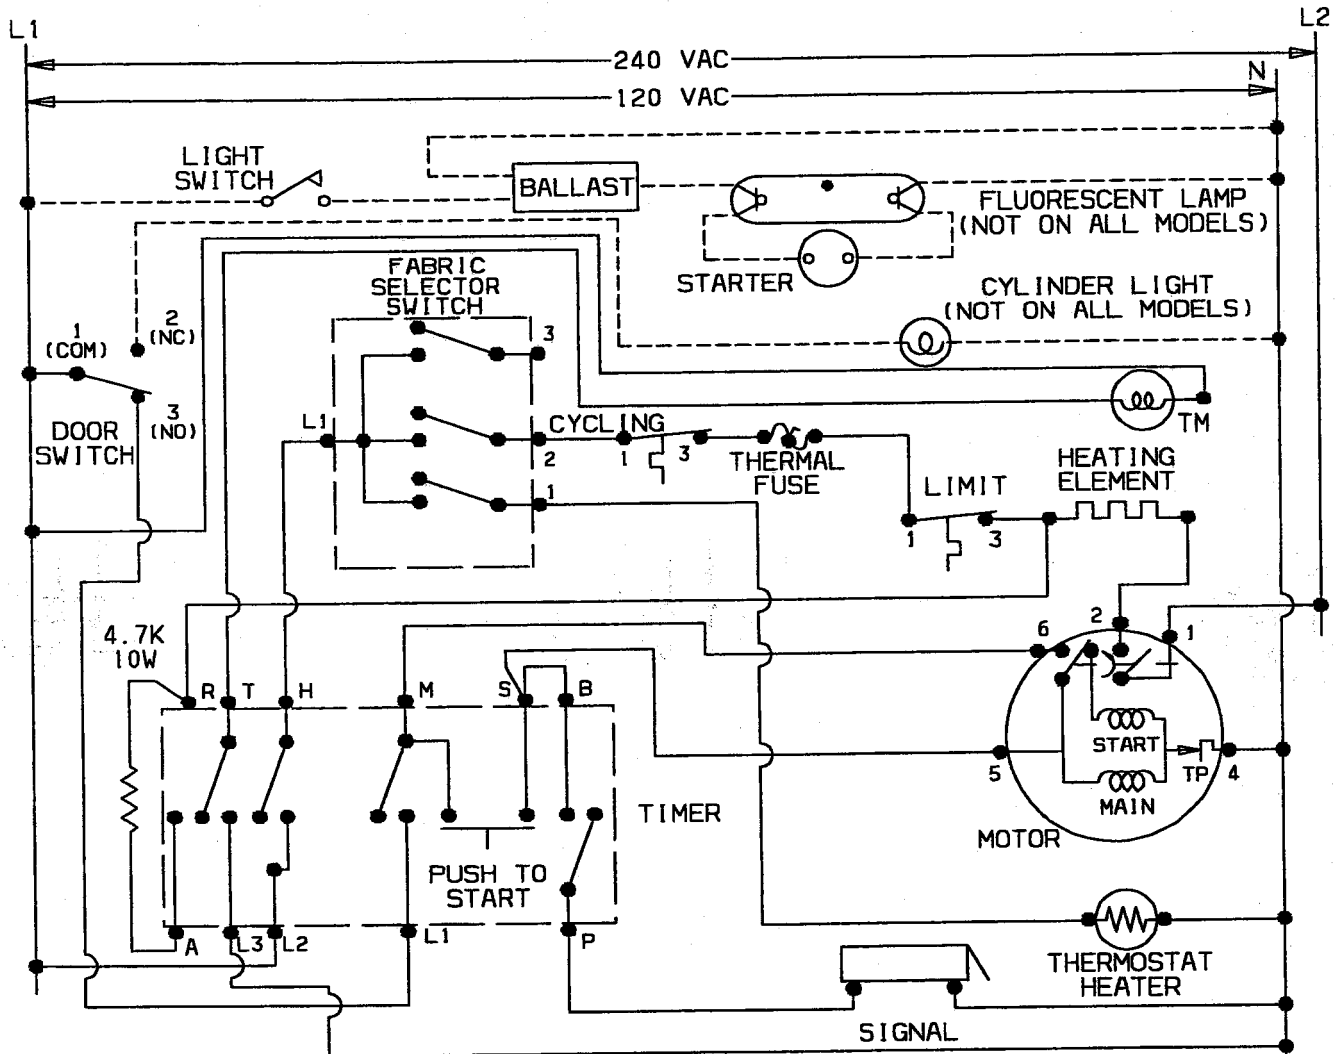 L1
L2
240 VAC
N
120 VAC
LIGHT
SWITCH
BALLAST
FLUORESCENT LAMP
(NOT ON ALL MODELS)
STARTER
FABRIC
SELECTOR
SWITCH
CYLINDER LIGHT
(NOT ON ALL MODELS)
1
(COM)
2
(NC)
3
3
(NO)
DOOR
SWITCH
L1
CYCLING
2
1
3
THERMAL
FUSE
TM
HEATING
ELEMENT
LIMIT
1
1
3
4.7K
10W
6
2
1
R
T
H
M
S
B
START
5
TP
4
MAIN
TIMER
MOTOR
PUSH TO
START
A
L3
L2
L1
P
THERMOSTAT
HEATER
SIGNAL